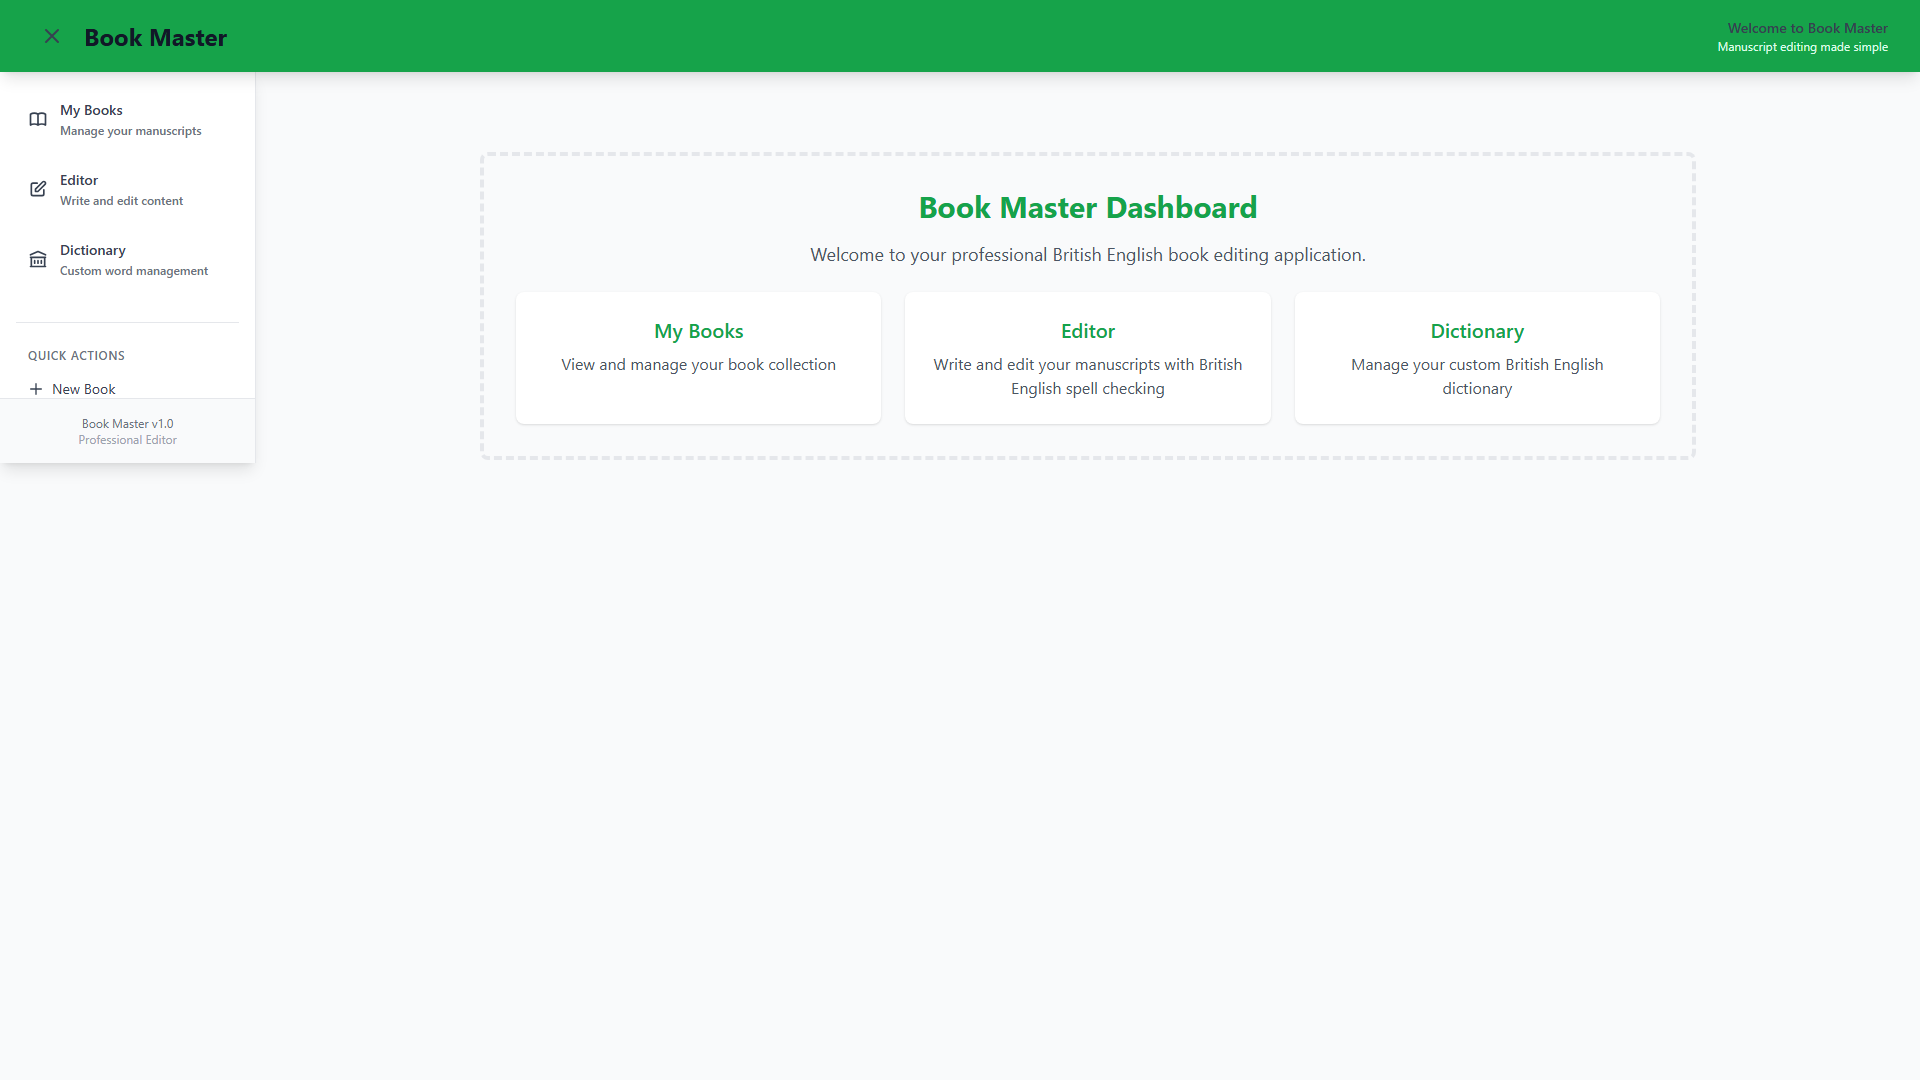 Book Master
Welcome to Book Master
Manuscript editing made simple
My Books
Manage your manuscripts
Editor
Write and edit content
Dictionary
Custom word management
QUICK ACTIONS
New Book
Book Master v1.0
Professional Editor
Book Master Dashboard
Welcome to your professional British English book editing application.
My Books
View and manage your book collection
Editor
Write and edit your manuscripts with British
English spell checking
Dictionary
Manage your custom British English
dictionary